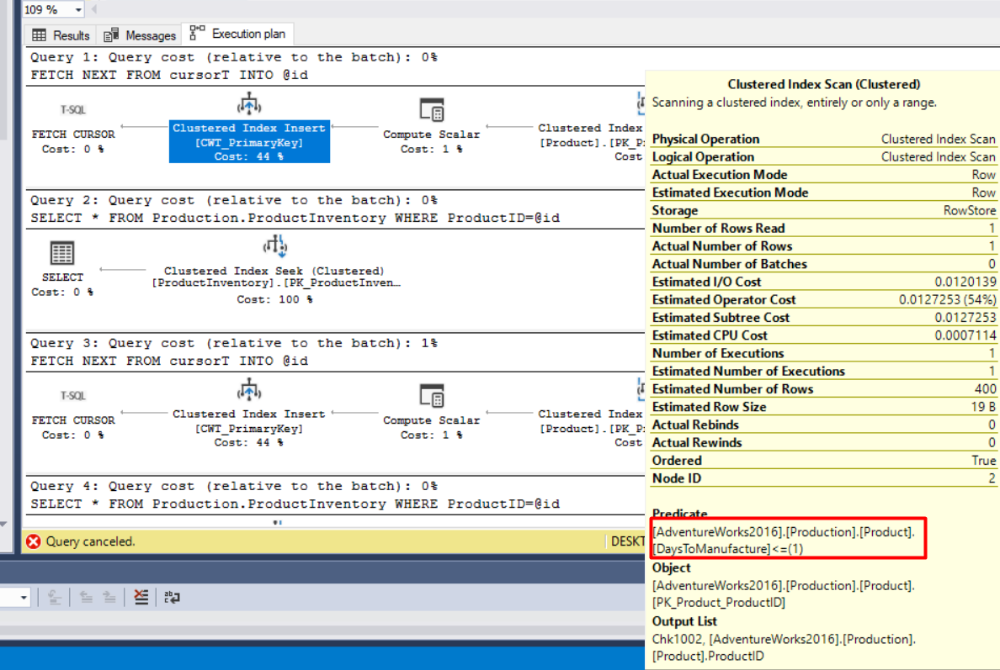 109 %
Results Messages Execution plan
Query 1: Query cost (relative to the batch): 0%
FETCH NEXT FROM cursorT INTO @id
T-SQL
FETCH CURSOR
Cost: 0 %
Clustered Index Insert
[CWT_PrimaryKey]
Cost: 44 %
Compute Scalar
Cost: 1 %
Clustered Index
[Product].[PK_P
Cost
Query 2: Query cost (relative to the batch): 0%
SELECT * FROM Production.ProductInventory WHERE ProductID=@id
SELECT
Cost: 0 %
Clustered Index Seek (Clustered)
[ProductInventory].[PK_ProductInven…
Cost: 100 %
Query 3: Query cost (relative to the batch): 1%
FETCH NEXT FROM cursorT INTO @id
T-SQL
FETCH CURSOR
Cost: 0 %
Clustered Index Insert
[CWT_PrimaryKey]
Cost: 44 %
Compute Scalar
Cost: 1 %
Clustered Index
[Product].[PK_P
Cost
Query 4: Query cost (relative to the batch): 0%
SELECT * FROM Production.ProductInventory WHERE ProductID=@id
Query canceled.
DESKT
Clustered Index Scan (Clustered)
Scanning a clustered index, entirely or only a range.
Physical Operation Clustered Index Scan
Logical Operation Clustered Index Scan
Actual Execution Mode Row
Estimated Execution Mode Row
Storage RowStore
Number of Rows Read 1
Actual Number of Rows 1
Actual Number of Batches 0
Estimated I/O Cost 0.0120139
Estimated Operator Cost 0.0127253 (54%)
Estimated Subtree Cost 0.0127253
Estimated CPU Cost 0.0007114
Number of Executions 1
Estimated Number of Executions 1
Estimated Number of Rows 400
Estimated Row Size 19 B
Actual Rebinds 0
Actual Rewinds 0
Ordered True
Node ID 2
Predicate
[AdventureWorks2016].[Production].[Product].
[DaysToManufacture]<=(1)
Object
[AdventureWorks2016].[Production].[Product].
[PK_Product_ProductID]
Output List
Chk1002, [AdventureWorks2016].[Production].
[Product].ProductID